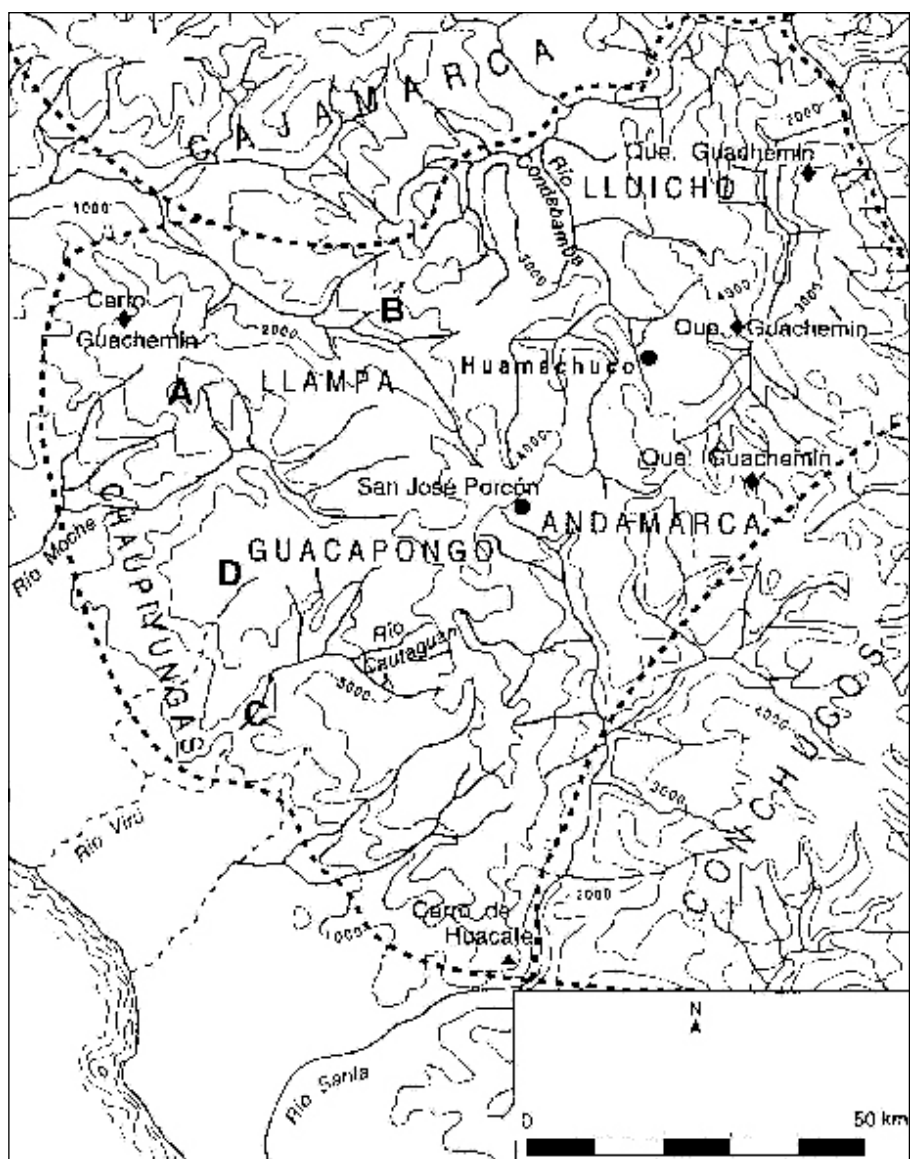 CAJAMARCA
1000
2000
Que. Guachemin
LLUICHO
Río Condebamba
3000
4000
3000
Cerro
Guachemin
B
2000
Que. Guachemin
Huamachuco
A
LLAMPA
4000
Que. Guachemin
San José Porcón
ANDAMARCA
CHAUPIYUNGAS
Río Moche
GUACAPONGO
D
Río
3000
C
CONCHUCOS
4000
3000
Río Virú
2000
Cerro de
Huacate
1000
Río Santa
N
0 50 km